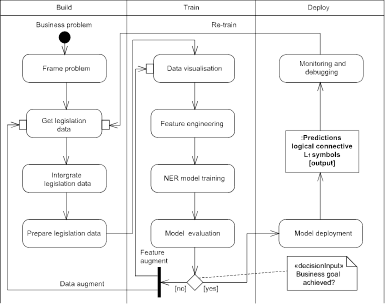 Build
Train
Deploy
Business problem
Re-train
Frame problem
Data visualisation
Monitoring and
debugging
Get legislation
data
Feature engineering
:Predictions
logical connective
L₁ symbols
[output]
Intergrate
legislation data
NER model training
Prepare legislation data
Model evaluation
Model deployment
Feature
augment
«decisionInput»
Business goal
achieved?
Data augment
[no]
[yes]